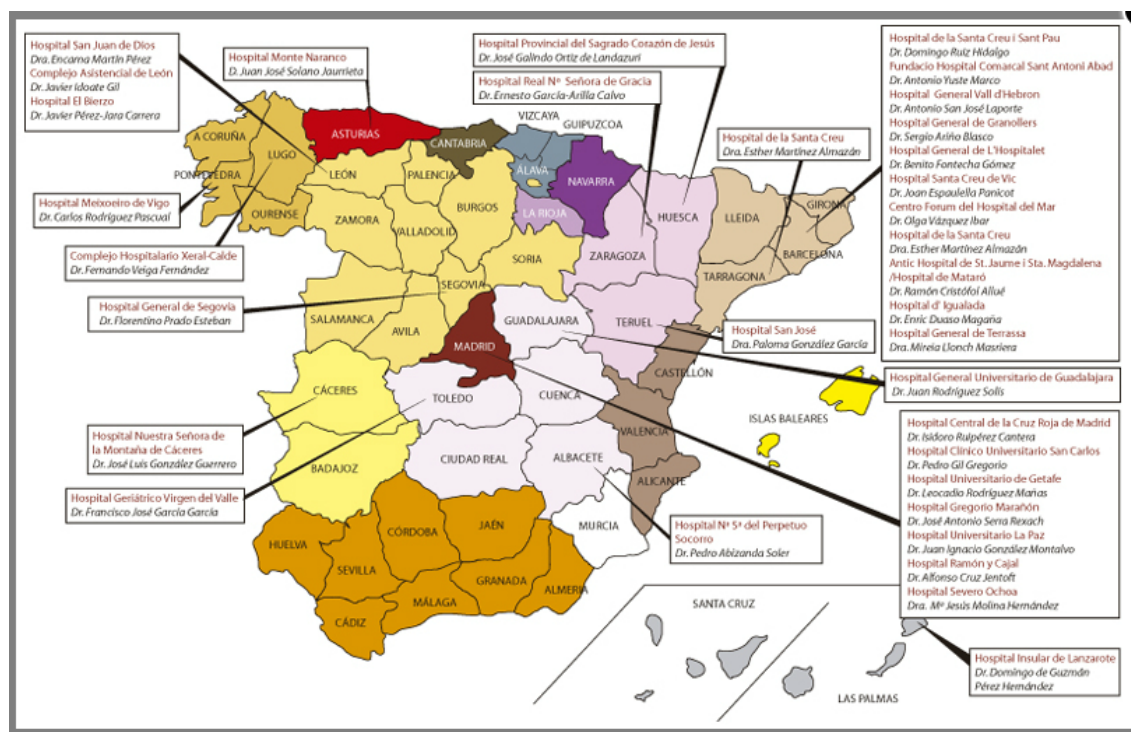 Hospital San Juan de Dios
Dra. Encarna Martín Pérez
Complejo Asistencial de León
Dr. Javier Idoate Gil
Hospital El Bierzo
Dr. Javier Pérez-Jara Carrera
Hospital Monte Naranco
D. Juan José Solano Jaurrieta
Hospital Provincial del Sagrado Corazón de Jesús
Dr. José Galindo Ortiz de Landazuri
Hospital Real Nª Señora de Gracia
Dr. Ernesto García-Arilla Calvo
Hospital de la Santa Creu
Dra. Esther Martínez Almazán
Hospital de la Santa Creu i Sant Pau
Dr. Domingo Ruiz Hidalgo
Fundacio Hospital Comarcal Sant Antoni Abad
Dr. Antonio Yuste Marco
Hospital General Vall d'Hebron
Dr. Antonio San José Laporte
Hospital General de Granollers
Dr. Sergio Ariño Blasco
Hospital General de L'Hospitalet
Dr. Benito Fontecha Gómez
Hospital Santa Creu de Vic
Dr. Joan Espaulella Panicot
Centro Forum del Hospital del Mar
Dr. Olga Vázquez Ibar
Hospital de la Santa Creu
Dra. Esther Martínez Almazán
Antic Hospital de St. Jaume i Sta. Magdalena
/Hospital de Mataró
Dr. Ramón Cristófol Allué
Hospital d' Igualada
Dr. Enric Duaso Magaña
Hospital General de Terrassa
Dra. Mireia Llonch Masriera
Hospital Meixoeiro de Vigo
Dr. Carlos Rodríguez Pascual
Complejo Hospitalario Xeral-Calde
Dr. Fernando Veiga Fernández
Hospital General de Segovia
Dr. Florentino Prado Esteban
Hospital San José
Dra. Paloma González García
Hospital General Universitario de Guadalajara
Dr. Juan Rodríguez Solís
Hospital Nuestra Señora de
la Montaña de Cáceres
Dr. José Luis González Guerrero
Hospital Geriátrico Virgen del Valle
Dr. Francisco José García García
Hospital Nª Sª del Perpetuo
Socorro
Dr. Pedro Abizanda Soler
Hospital Central de la Cruz Roja de Madrid
Dr. Isidoro Ruipérez Cantera
Hospital Clínico Universitario San Carlos
Dr. Pedro Gil Gregorio
Hospital Universitario de Getafe
Dr. Leocadio Rodríguez Mañas
Hospital Gregorio Marañón
Dr. José Antonio Serra Rexach
Hospital Universitario La Paz
Dr. Juan Ignacio González Montalvo
Hospital Ramón y Cajal
Dr. Alfonso Cruz Jentoft
Hospital Severo Ochoa
Dra. Mª Jesús Molina Hernández
Hospital Insular de Lanzarote
Dr. Domingo de Guzmán
Pérez Hernández
A CORUÑA
LUGO
PONTEVEDRA
OURENSE
ASTURIAS
CANTABRIA
VIZCAYA
GUIPUZCOA
ALAVA
NAVARRA
LA RIOJA
LEÓN
PALENCIA
BURGOS
ZAMORA
VALLADOLID
SORIA
SEGOVIA
SALAMANCA
AVILA
ZARAGOZA
HUESCA
TERUEL
LLEIDA
GIRONA
BARCELONA
TARRAGONA
MADRID
GUADALAJARA
TOLEDO
CUENCA
CIUDAD REAL
ALBACETE
CÁCERES
BADAJOZ
CASTELLÓN
VALENCIA
ALICANTE
MURCIA
ISLAS BALEARES
HUELVA
SEVILLA
CÓRDOBA
JAÉN
CÁDIZ
MÁLAGA
GRANADA
ALMERIA
SANTA CRUZ
LAS PALMAS